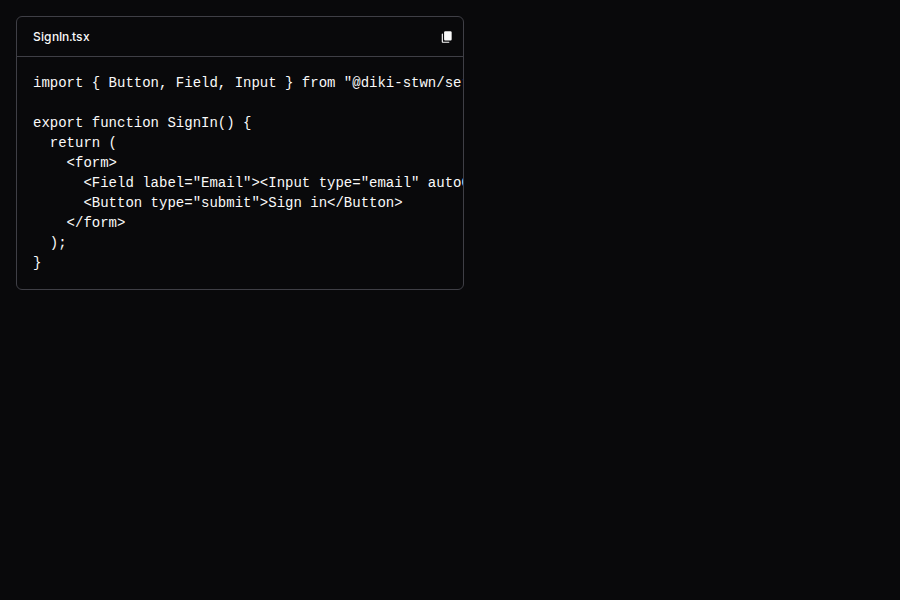 SignIn.tsx
import { Button, Field, Input } from "@diki-stwn/se
export function SignIn() {
  return (
    <form>
      <Field label="Email"><Input type="email" auto
      <Button type="submit">Sign in</Button>
    </form>
  );
}